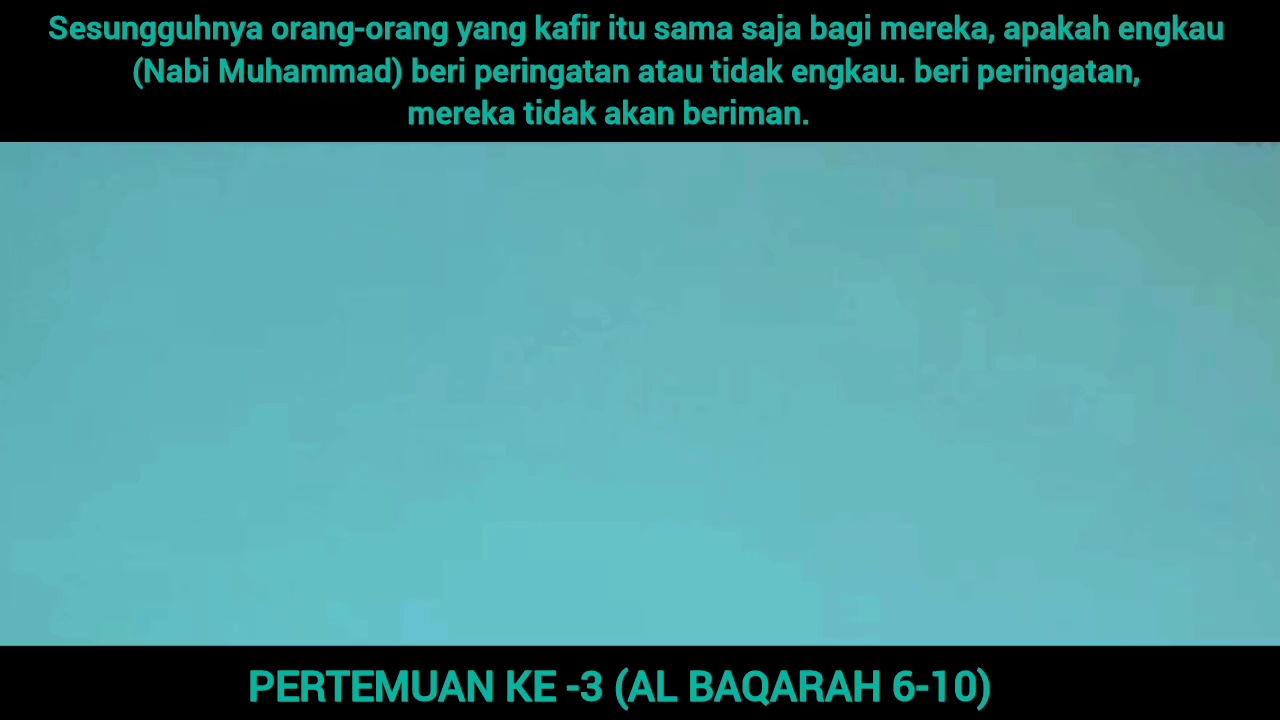 Sesungguhnya orang-orang yang kafir itu sama saja bagi mereka, apakah engkau
(Nabi Muhammad) beri peringatan atau tidak engkau. beri peringatan,
mereka tidak akan beriman.
PERTEMUAN KE -3 (AL BAQARAH 6-10)